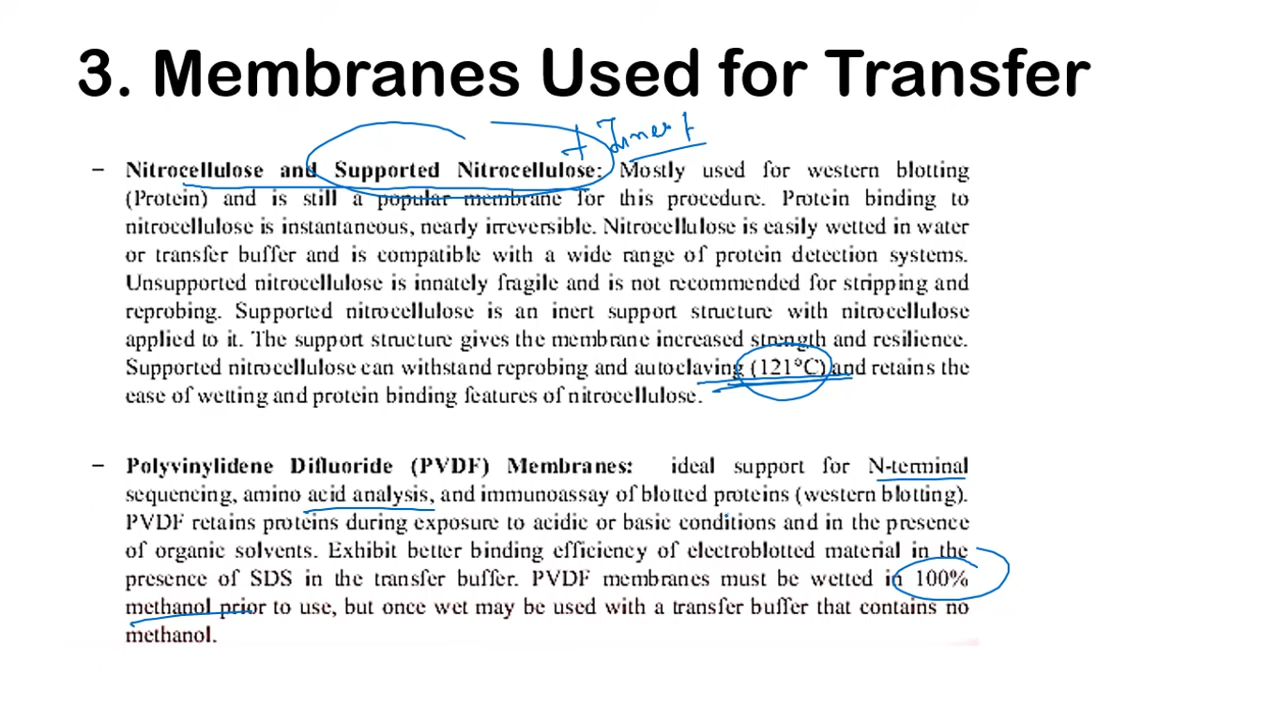 3. Membranes Used for Transfer
+ Inert
– Nitrocellulose and Supported Nitrocellulose: Mostly used for western blotting
(Protein) and is still a popular membrane for this procedure. Protein binding to
nitrocellulose is instantaneous, nearly irreversible. Nitrocellulose is easily wetted in water
or transfer buffer and is compatible with a wide range of protein detection systems.
Unsupported nitrocellulose is innately fragile and is not recommended for stripping and
reprobing. Supported nitrocellulose is an inert support structure with nitrocellulose
applied to it. The support structure gives the membrane increased strength and resilience.
Supported nitrocellulose can withstand reprobing and autoclaving (121°C) and retains the
ease of wetting and protein binding features of nitrocellulose.
– Polyvinylidene Difluoride (PVDF) Membranes: ideal support for N-terminal
sequencing, amino acid analysis, and immunoassay of blotted proteins (western blotting).
PVDF retains proteins during exposure to acidic or basic conditions and in the presence
of organic solvents. Exhibit better binding efficiency of electroblotted material in the
presence of SDS in the transfer buffer. PVDF membranes must be wetted in 100%
methanol prior to use, but once wet may be used with a transfer buffer that contains no
methanol.